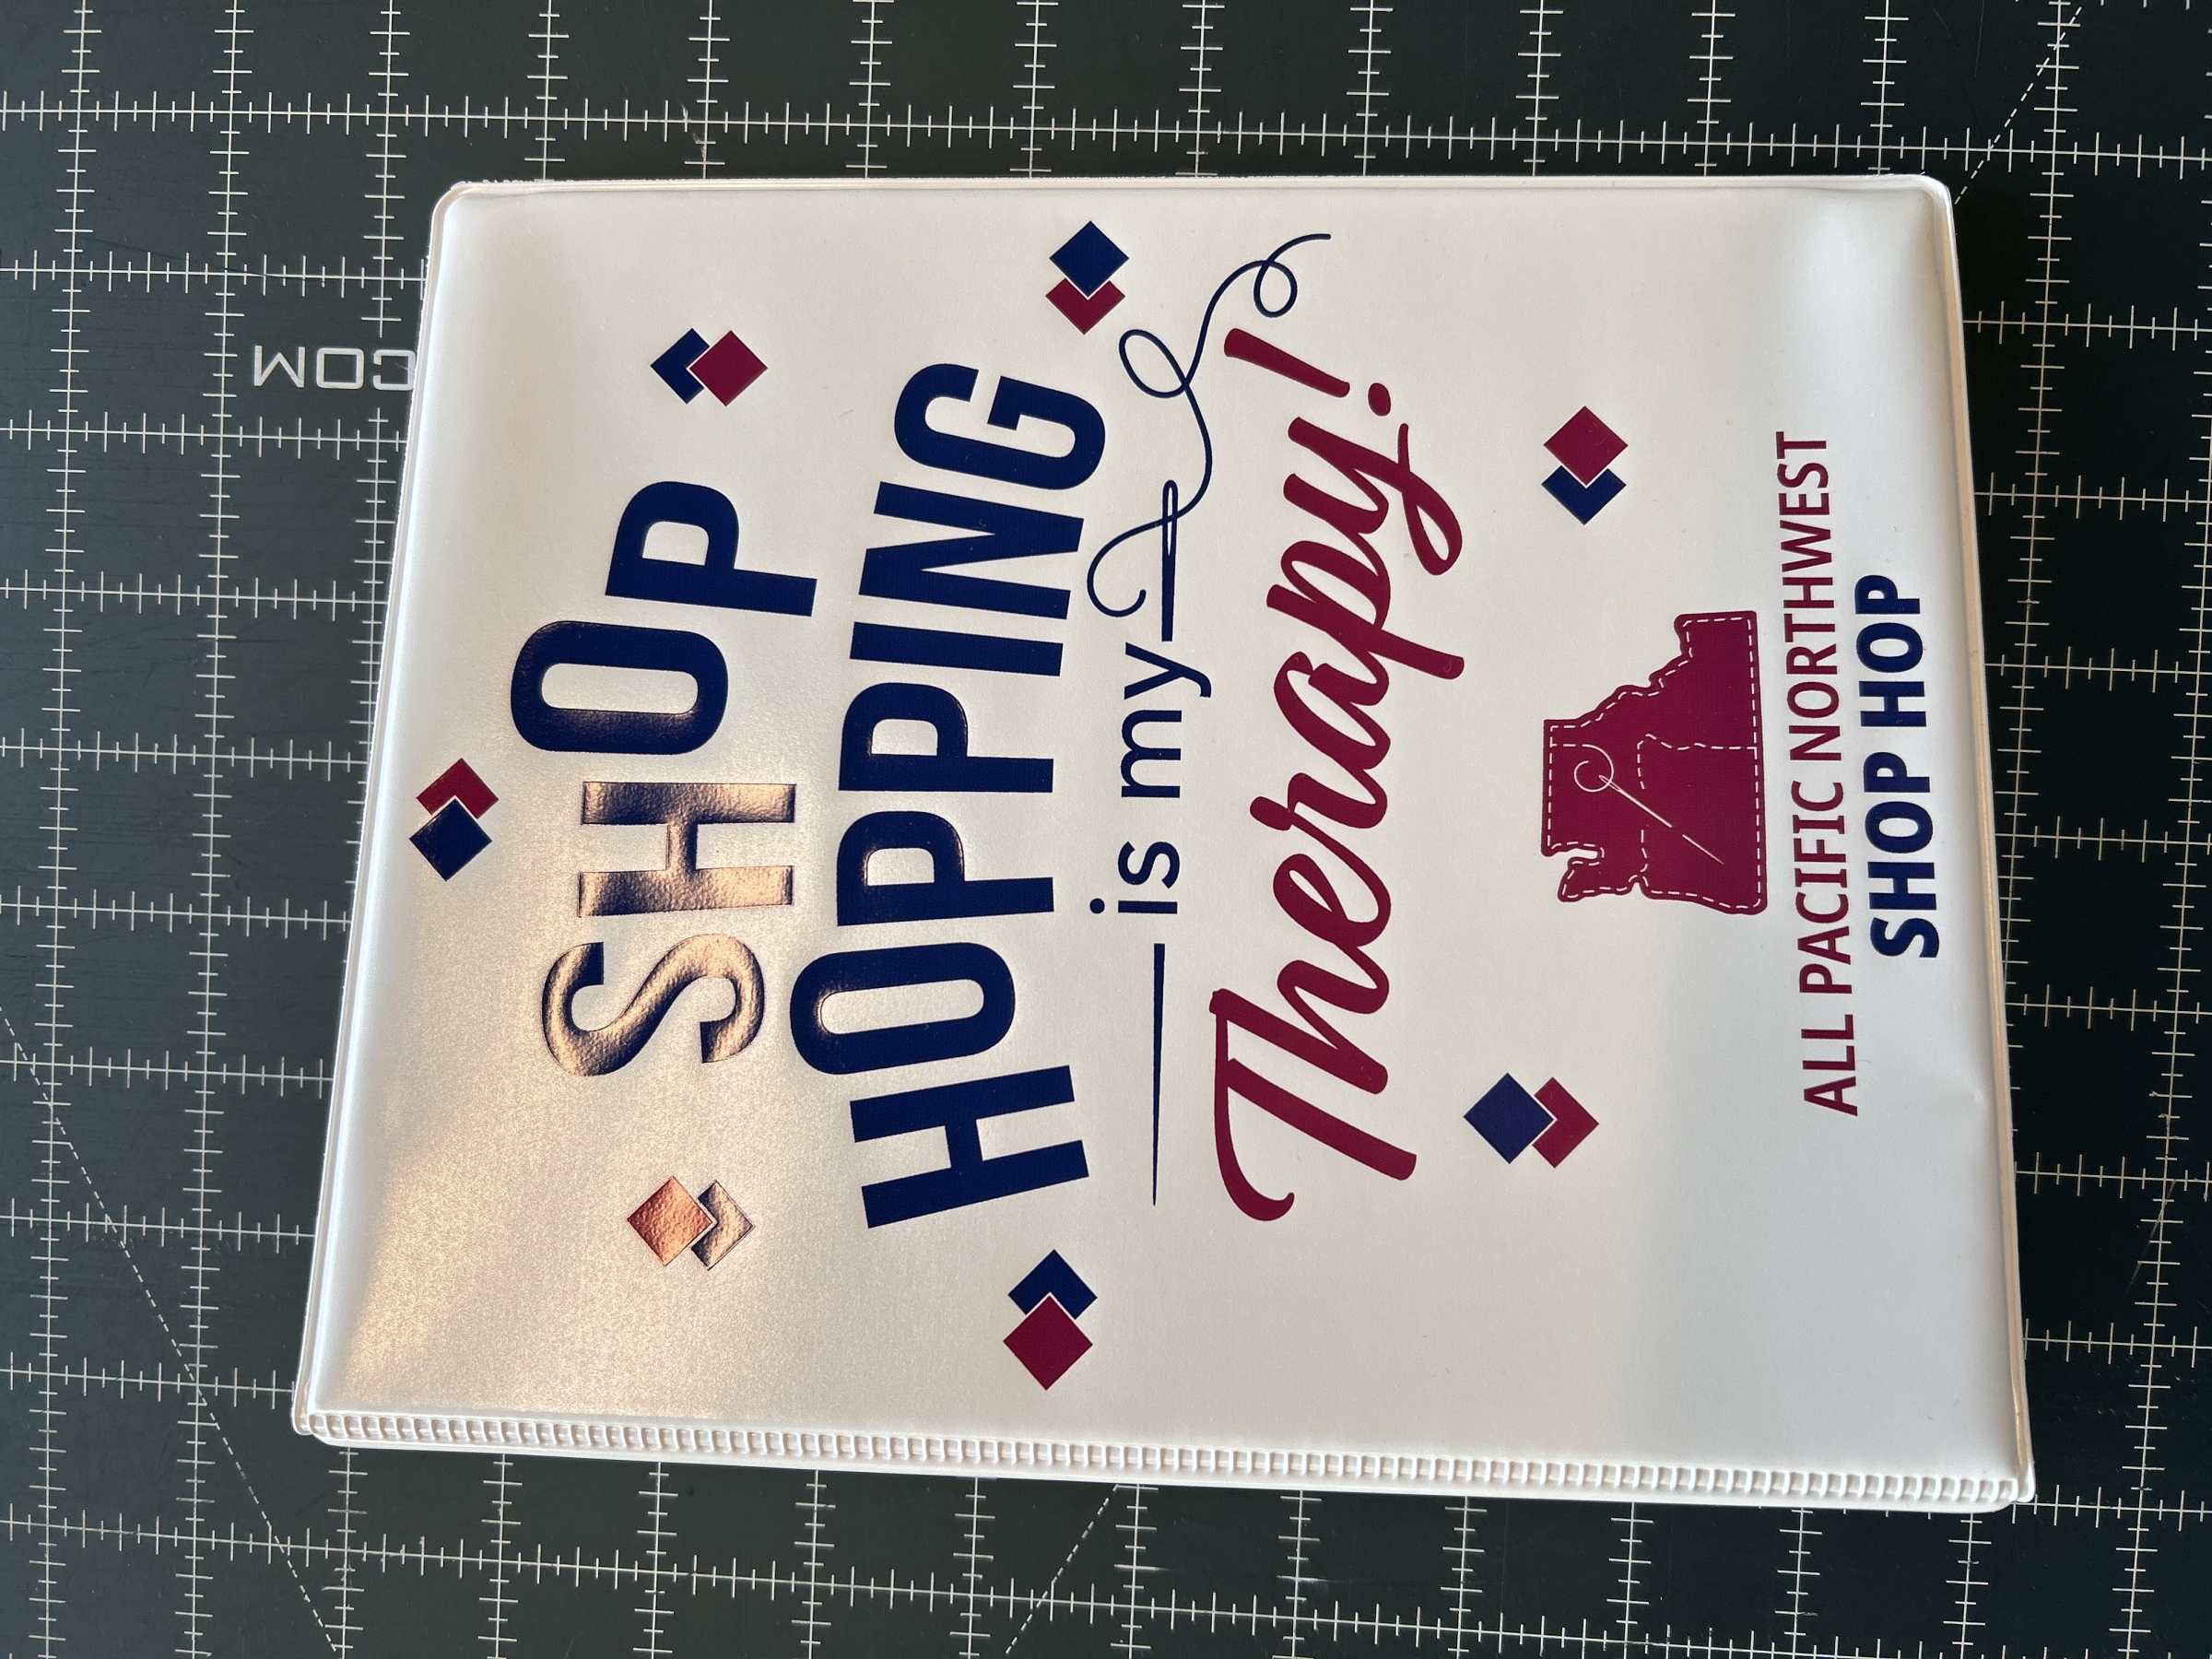 SHOP
HOPPING
is my
Therapy!
ALL PACIFIC NORTHWEST
SHOP HOP
COM